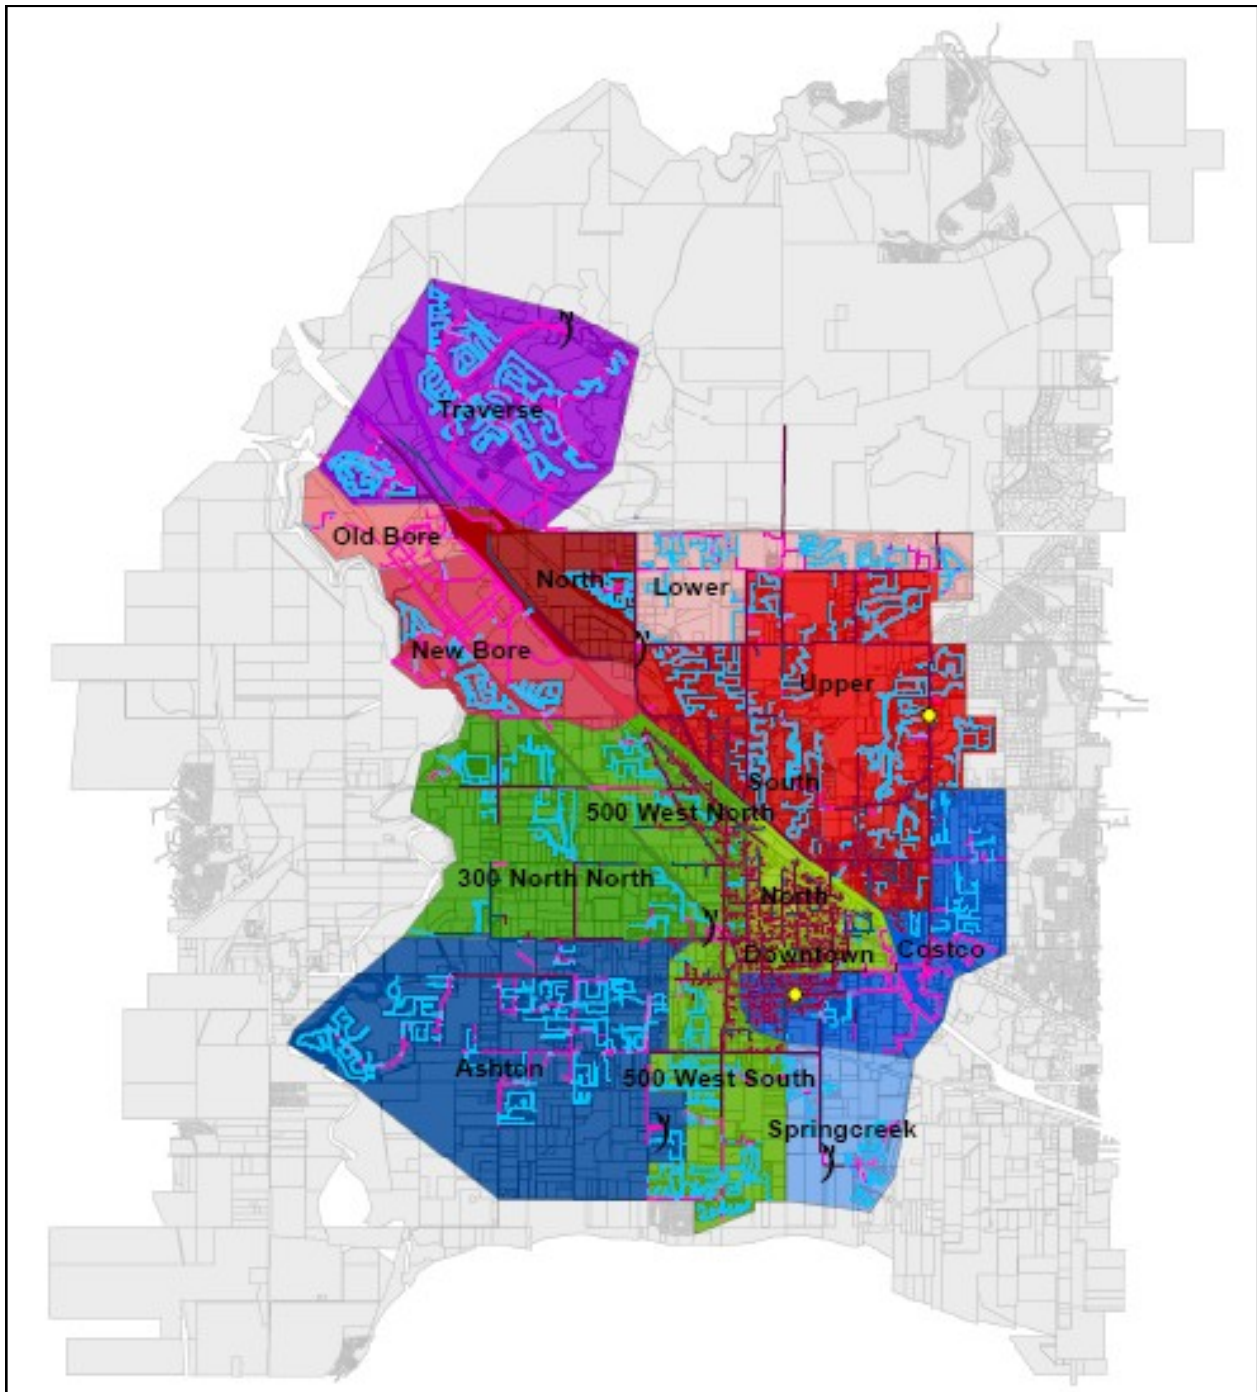 Traverse
Old Bore
North
Lower
New Bore
Upper
South
500 West North
300 North North
North
Downtown
Costco
Ashton
500 West South
Springcreek